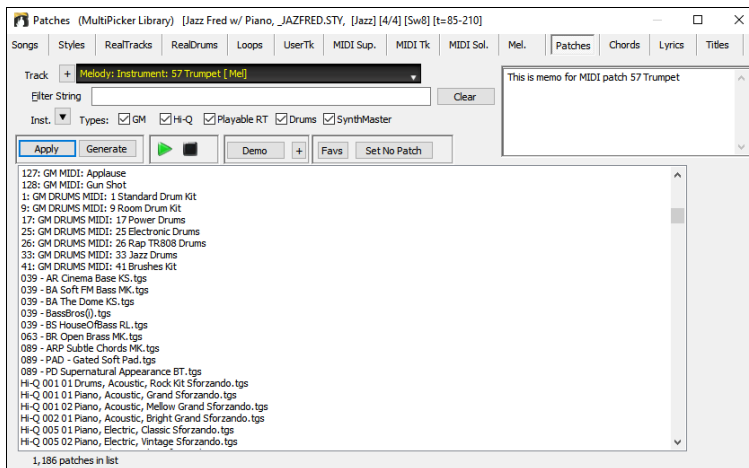 Patches (MultiPicker Library) [Jazz Fred w/ Piano, _JAZFRED.STY, [Jazz] [4/4] [Sw8] [t=85-210]
Songs Styles RealTracks RealDrums Loops UserTk MIDI Sup. MIDI Tk MIDI Sol. Mel. Patches Chords Lyrics Titles
Track + Melody: Instrument: 57 Trumpet [ Mel]
This is memo for MIDI patch 57 Trumpet
Filter String Clear
Inst. Types: GM Hi-Q Playable RT Drums SynthMaster
Apply Generate Demo + Favs Set No Patch
127: GM MIDI: Applause
128: GM MIDI: Gun Shot
1: GM DRUMS MIDI: 1 Standard Drum Kit
9: GM DRUMS MIDI: 9 Room Drum Kit
17: GM DRUMS MIDI: 17 Power Drums
25: GM DRUMS MIDI: 25 Electronic Drums
26: GM DRUMS MIDI: 26 Rap TR808 Drums
33: GM DRUMS MIDI: 33 Jazz Drums
41: GM DRUMS MIDI: 41 Brushes Kit
039 - AR Cinema Base KS.tgs
039 - BA Soft FM Bass MK.tgs
039 - BA The Dome KS.tgs
039 - BassBros(i).tgs
039 - BS HouseOfBass RL.tgs
063 - BR Open Brass MK.tgs
089 - ARP Subtle Chords MK.tgs
089 - PAD - Gated Soft Pad.tgs
089 - PD Supernatural Appearance BT.tgs
Hi-Q 001 01 Drums, Acoustic, Rock Kit Sforzando.tgs
Hi-Q 001 01 Piano, Acoustic, Grand Sforzando.tgs
Hi-Q 001 02 Piano, Acoustic, Mellow Grand Sforzando.tgs
Hi-Q 002 01 Piano, Acoustic, Bright Grand Sforzando.tgs
Hi-Q 005 01 Piano, Electric, Classic Sforzando.tgs
Hi-Q 005 02 Piano, Electric, Vintage Sforzando.tgs
1,186 patches in list